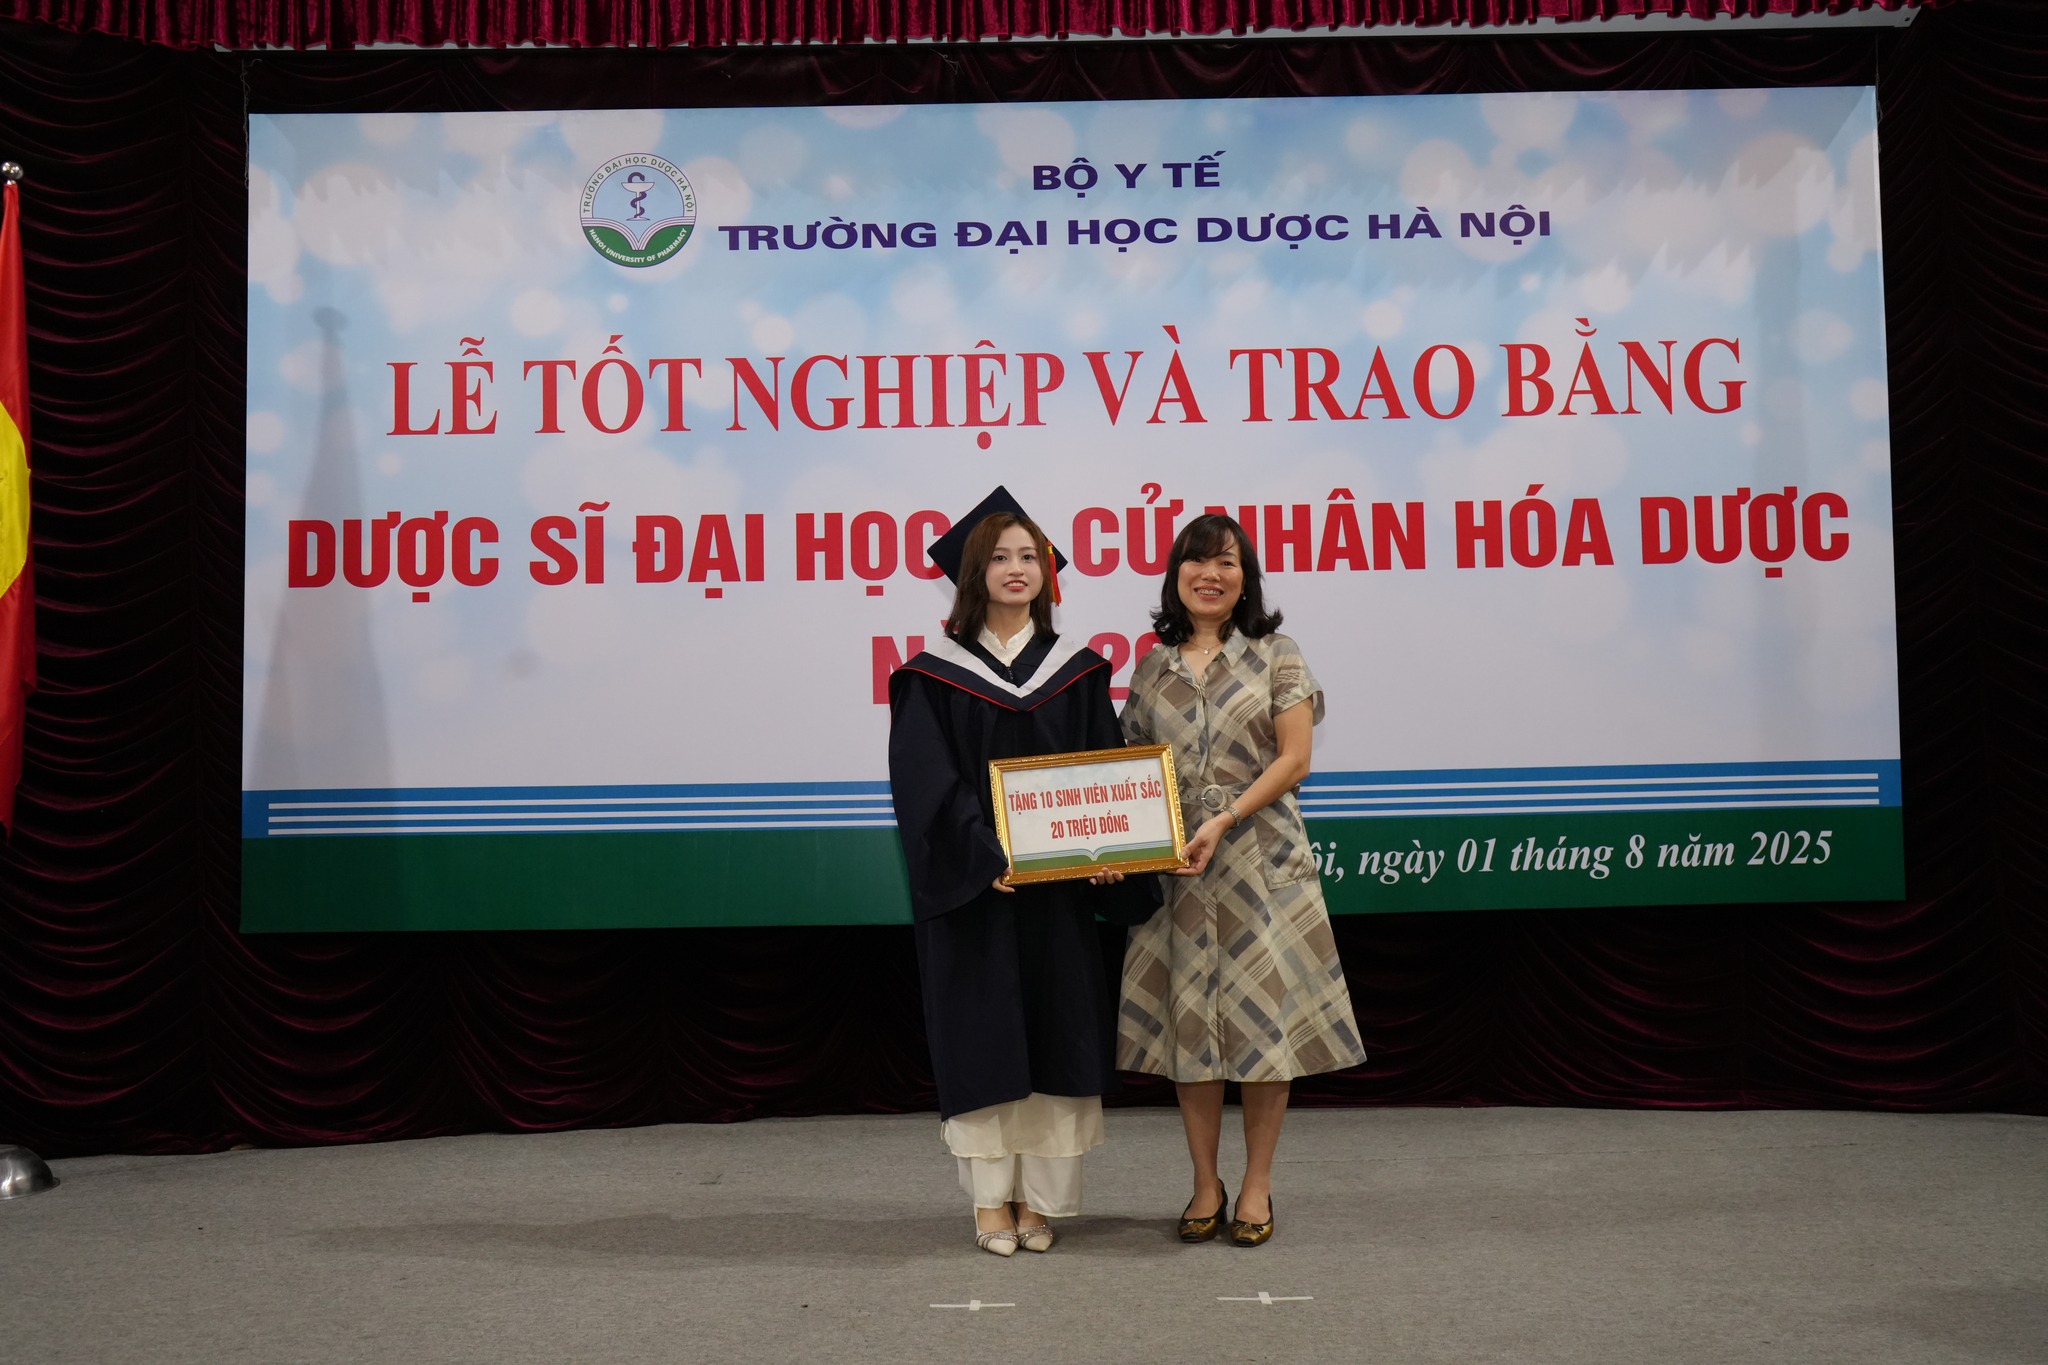 BỘ Y TẾ
TRƯỜNG ĐẠI HỌC DƯỢC HÀ NỘI
TRƯỜNG ĐẠI HỌC DƯỢC HÀ NỘI
HANOI UNIVERSITY OF PHARMACY
LỄ TỐT NGHIỆP VÀ TRAO BẰNG
DƯỢC SĨ ĐẠI HỌC CỬ NHÂN HÓA DƯỢC
TẶNG 10 SINH VIÊN XUẤT SẮC
20 TRIỆU ĐỒNG
ngày 01 tháng 8 năm 2025